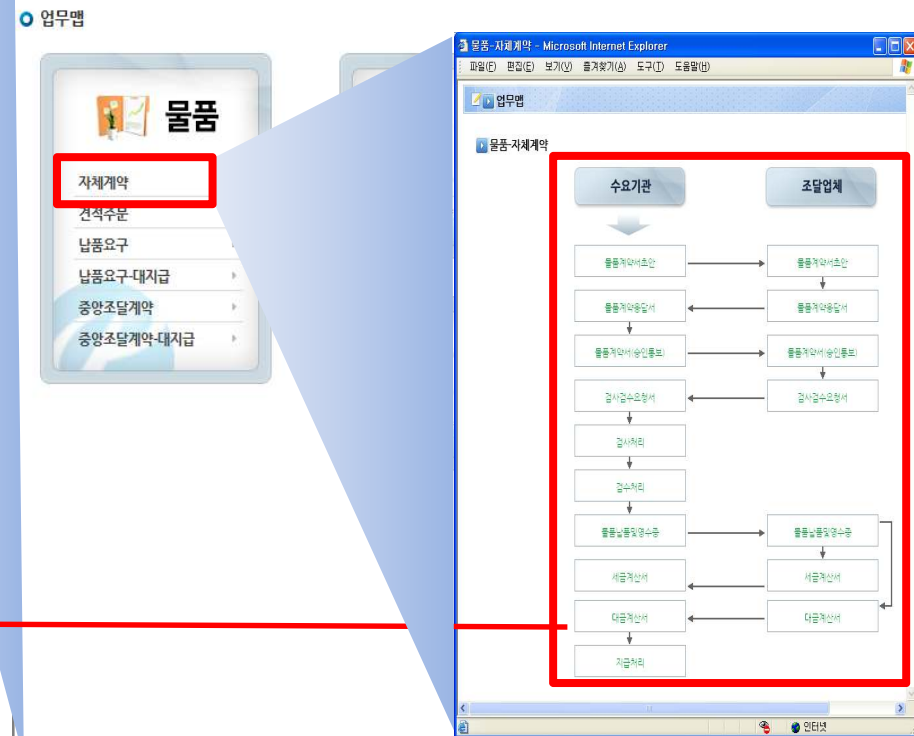 업무맵
물품
자체계약
견적주문
납품요구
납품요구-대지급
중앙조달계약
중앙조달계약-대지급
물품-자체계약 - Microsoft Internet Explorer
파일(F) 편집(E) 보기(V) 즐겨찾기(A) 도구(T) 도움말(H)
업무맵
물품-자체계약
수요기관 조달업체
물품계약서초안 물품계약서초안
물품계약응답서 물품계약응답서
물품계약서(승인통보) 물품계약서(승인통보)
검사검수요청서 검사검수요청서
검사처리
검수처리
물품납품및영수증 물품납품및영수증
세금계산서 세금계산서
대금계산서 대금계산서
지급처리
인터넷